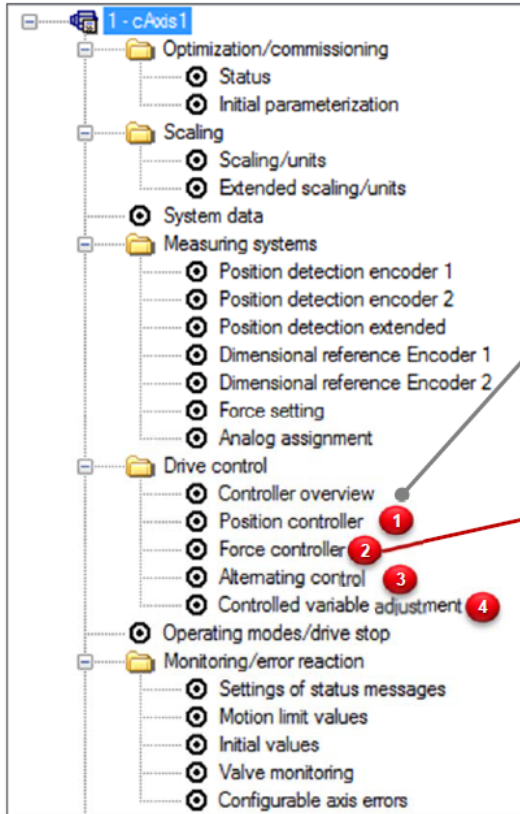 1 - cAxis1
Optimization/commissioning
Status
Initial parameterization
Scaling
Scaling/units
Extended scaling/units
System data
Measuring systems
Position detection encoder 1
Position detection encoder 2
Position detection extended
Dimensional reference Encoder 1
Dimensional reference Encoder 2
Force setting
Analog assignment
Drive control
Controller overview
Position controller 1
Force controller 2
Alternating control 3
Controlled variable adjustment 4
Operating modes/drive stop
Monitoring/error reaction
Settings of status messages
Motion limit values
Initial values
Valve monitoring
Configurable axis errors